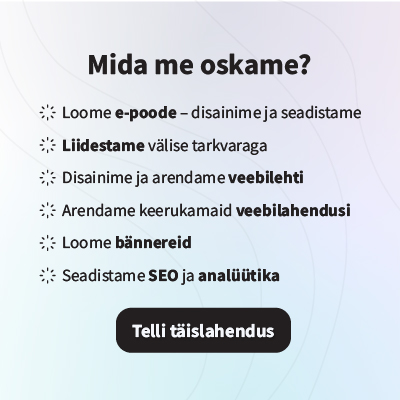 Mida me oskame?
Loome e-poode – disainime ja seadistame
Liidestame välise tarkvaraga
Disainime ja arendame veebilehti
Arendame keerukamaid veebilahendusi
Loome bännereid
Seadistame SEO ja analüütika
Telli täislahendus